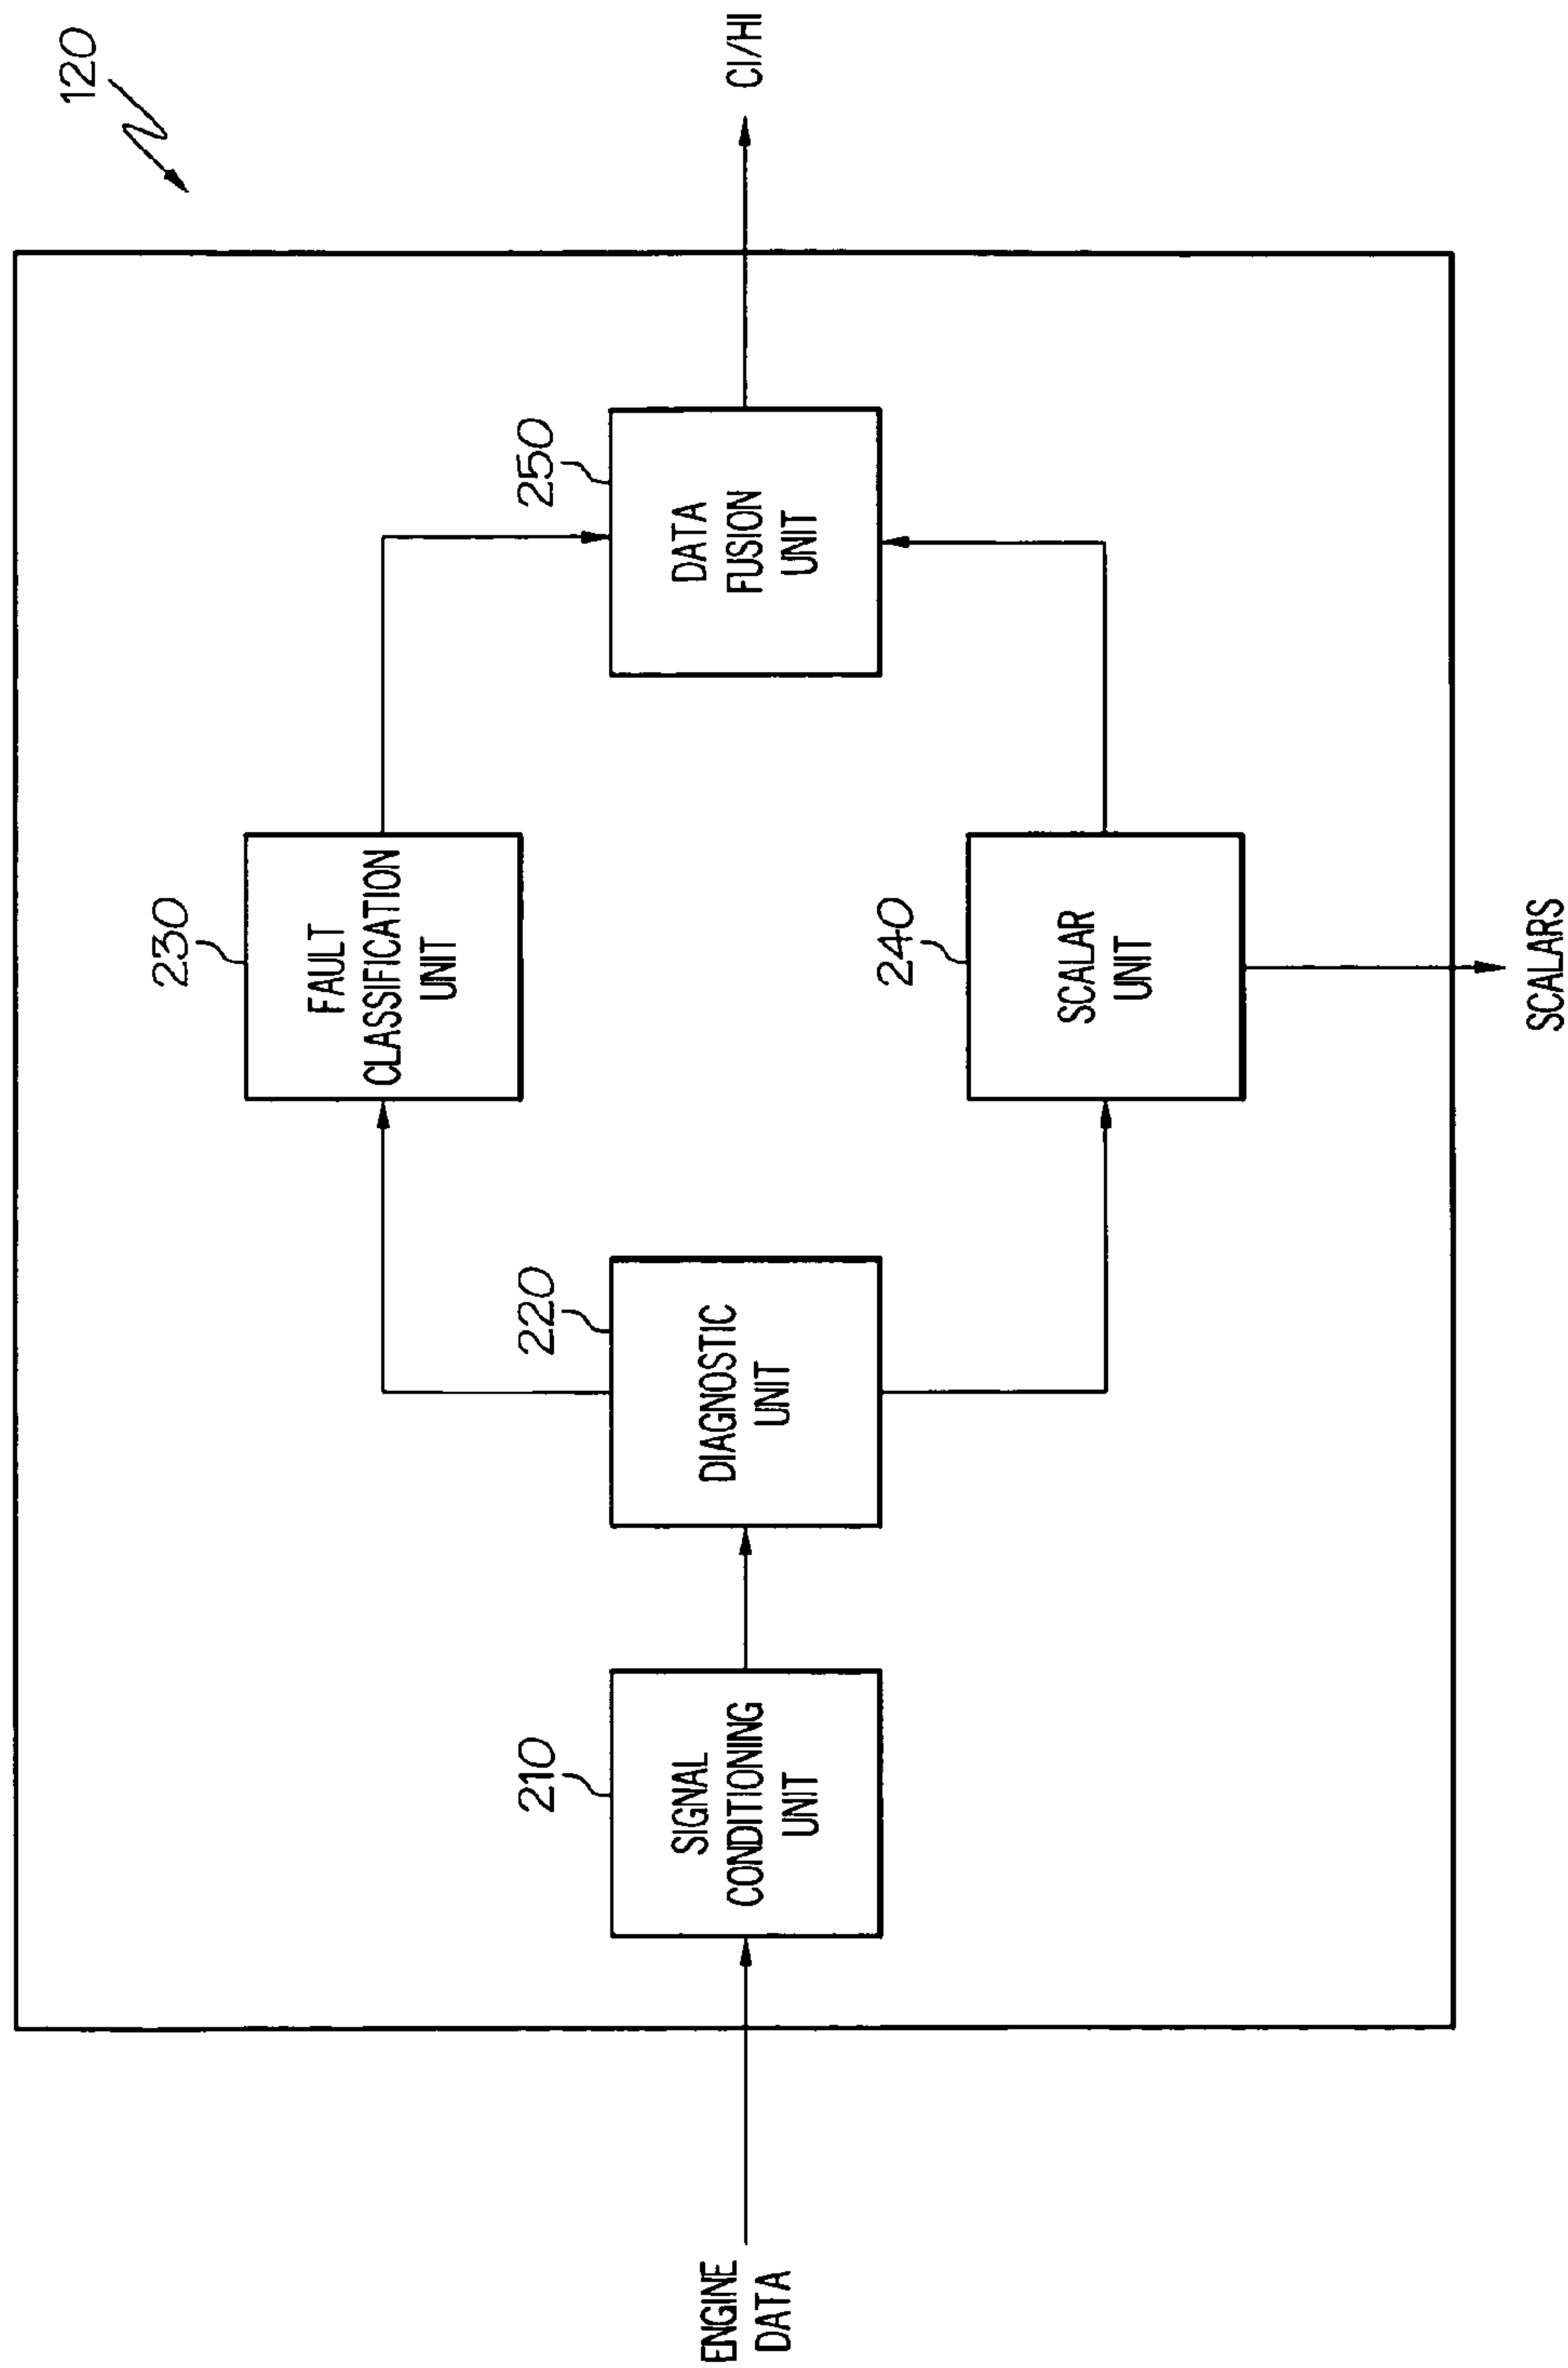 120
ENGINE
DATA
210
SIGNAL
CONDITIONING
UNIT
220
DIAGNOSTIC
UNIT
230
FAULT
CLASSIFICATION
UNIT
240
SCALAR
UNIT
SCALARS
250
DATA
FUSION
UNIT
CI/HI